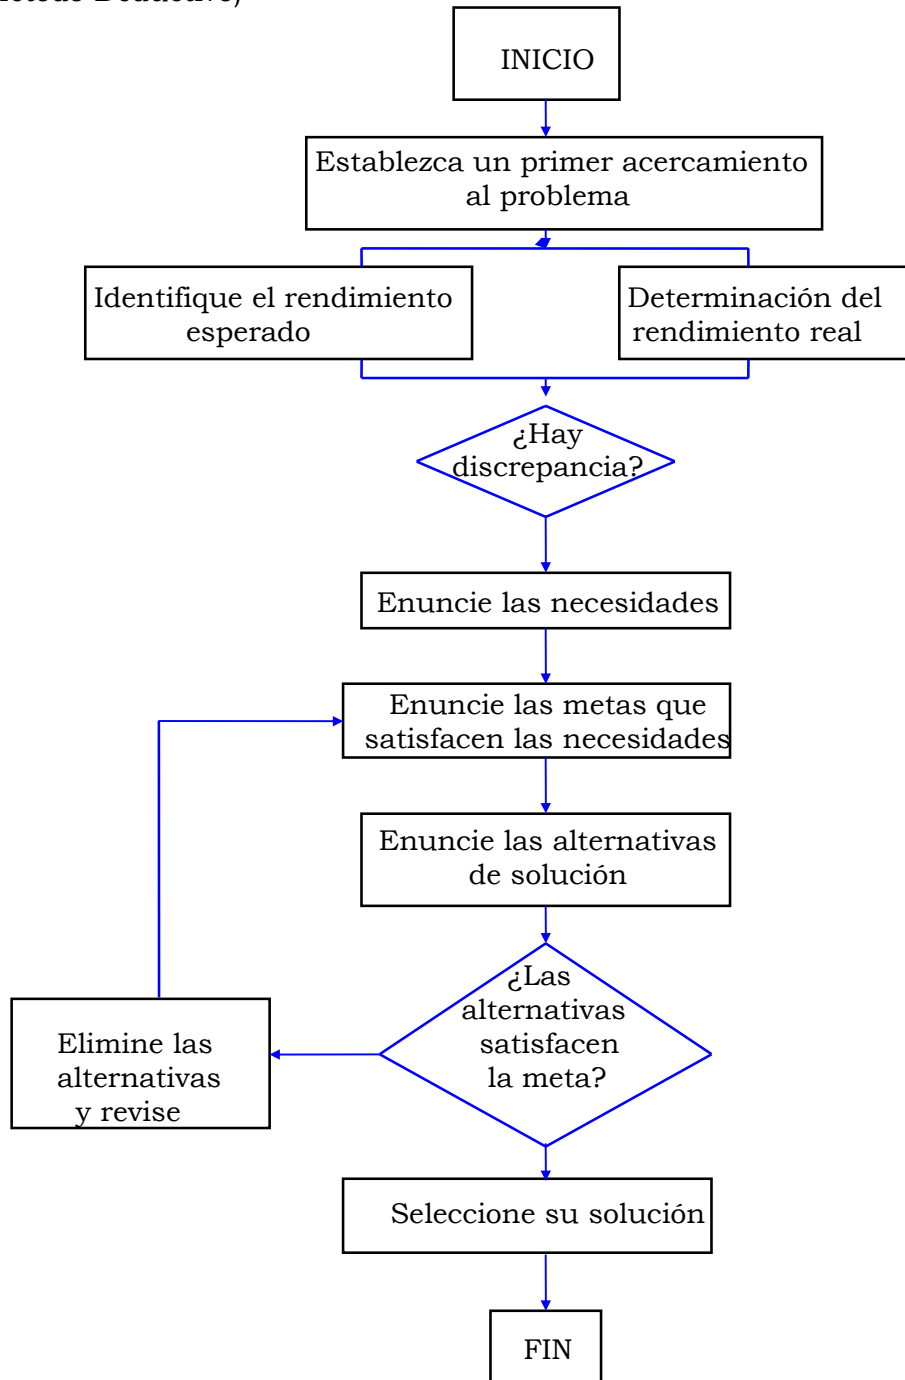 INICIO
Establezca un primer acercamiento
al problema
Identifique el rendimiento
esperado
Determinación del
rendimiento real
¿Hay
discrepancia?
Enuncie las necesidades
Enuncie las metas que
satisfacen las necesidades
Enuncie las alternativas
de solución
¿Las
alternativas
satisfacen
la meta?
Elimine las
alternativas
y revise
Seleccione su solución
FIN